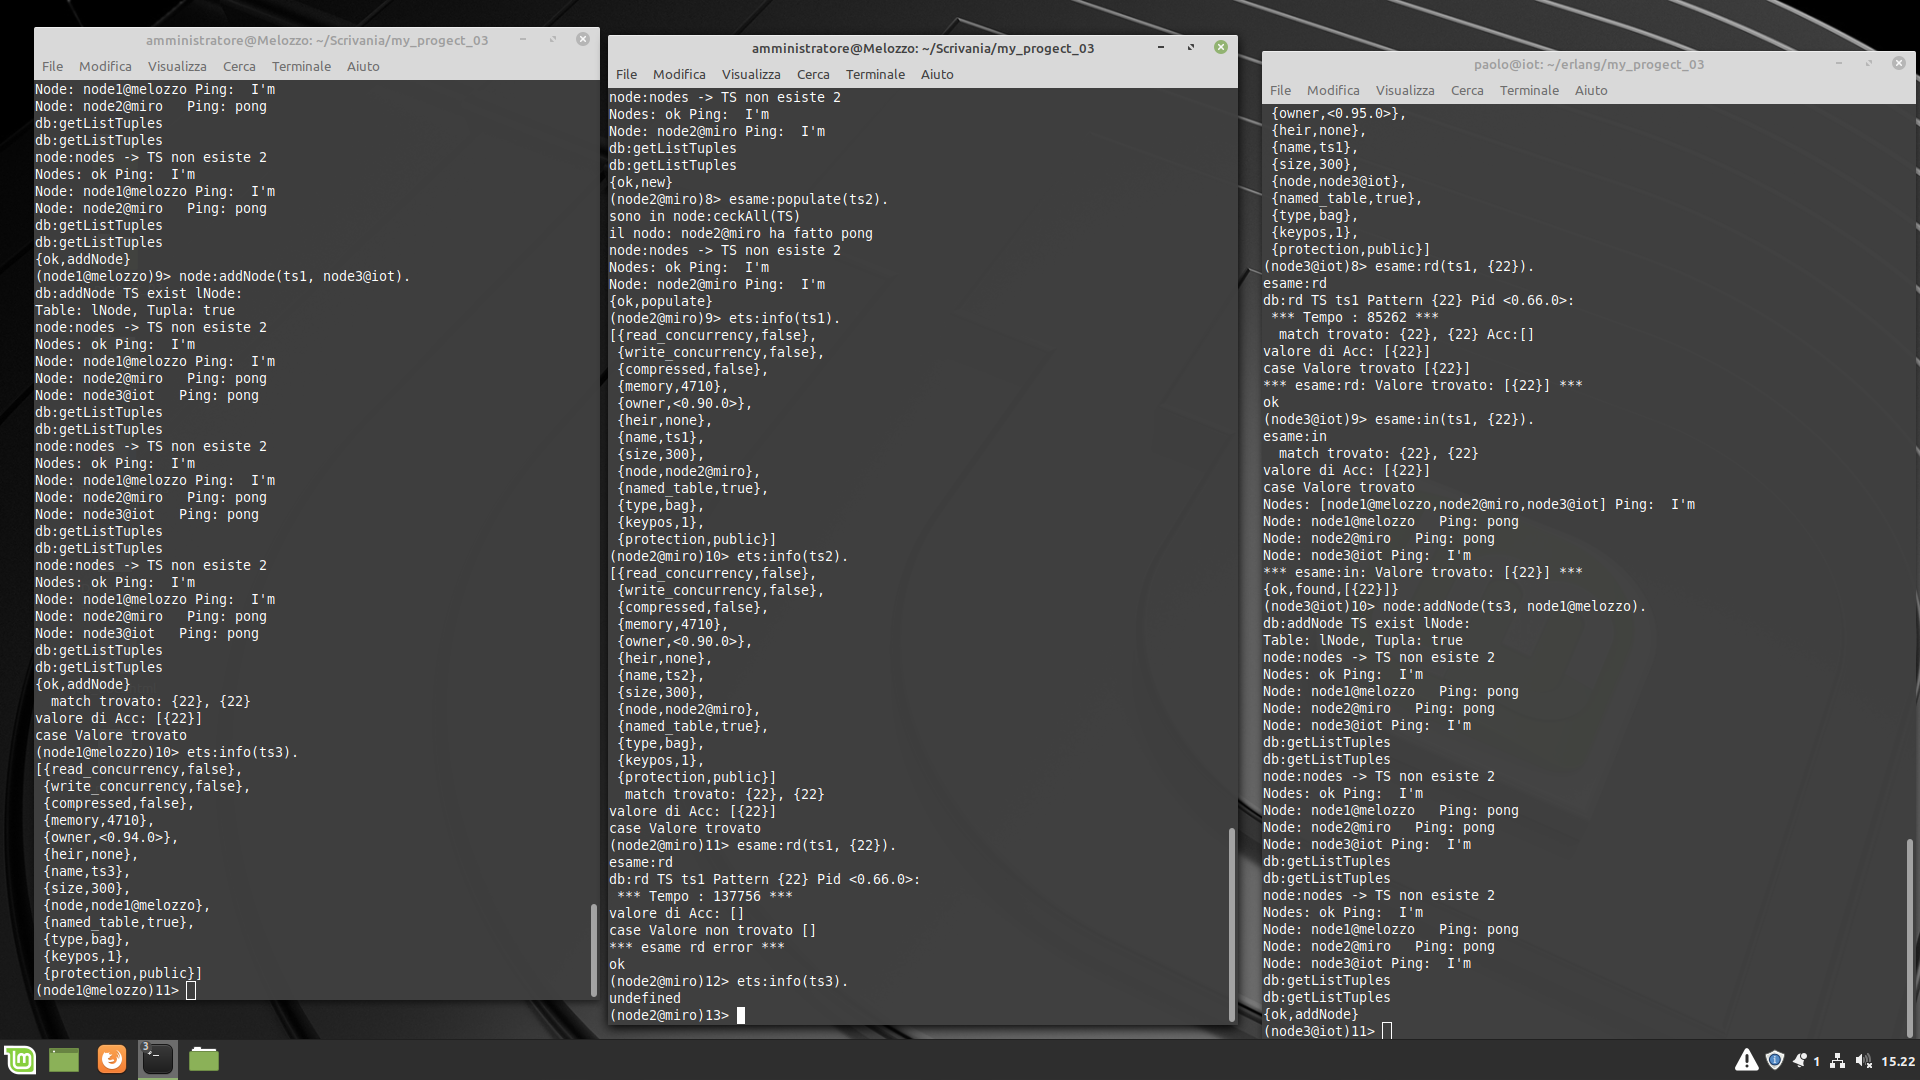 amministratore@Melozzo: ~/Scrivania/my_progect_03
File Modifica Visualizza Cerca Terminale Aiuto
Node: node1@melozzo Ping:  I'm
Node: node2@miro   Ping: pong
db:getListTuples
db:getListTuples
node:nodes -> TS non esiste 2
Nodes: ok Ping:  I'm
Node: node1@melozzo Ping:  I'm
Node: node2@miro   Ping: pong
db:getListTuples
db:getListTuples
{ok,addNode}
(node1@melozzo)9> node:addNode(ts1, node3@iot).
db:addNode TS exist lNode:
Table: lNode, Tupla: true
node:nodes -> TS non esiste 2
Nodes: ok Ping:  I'm
Node: node1@melozzo Ping:  I'm
Node: node2@miro   Ping: pong
Node: node3@iot   Ping: pong
db:getListTuples
db:getListTuples
node:nodes -> TS non esiste 2
Nodes: ok Ping:  I'm
Node: node1@melozzo Ping:  I'm
Node: node2@miro   Ping: pong
Node: node3@iot   Ping: pong
db:getListTuples
db:getListTuples
node:nodes -> TS non esiste 2
Nodes: ok Ping:  I'm
Node: node1@melozzo Ping:  I'm
Node: node2@miro   Ping: pong
Node: node3@iot   Ping: pong
db:getListTuples
db:getListTuples
{ok,addNode}
  match trovato: {22}, {22}
valore di Acc: [{22}]
case Valore trovato
(node1@melozzo)10> ets:info(ts3).
[{read_concurrency,false},
 {write_concurrency,false},
 {compressed,false},
 {memory,4710},
 {owner,<0.94.0>},
 {heir,none},
 {name,ts3},
 {size,300},
 {node,node1@melozzo},
 {named_table,true},
 {type,bag},
 {keypos,1},
 {protection,public}]
(node1@melozzo)11>
amministratore@Melozzo: ~/Scrivania/my_progect_03
File Modifica Visualizza Cerca Terminale Aiuto
node:nodes -> TS non esiste 2
Nodes: ok Ping:  I'm
Node: node2@miro Ping:  I'm
db:getListTuples
db:getListTuples
{ok,new}
(node2@miro)8> esame:populate(ts2).
sono in node:ceckAll(TS)
il nodo: node2@miro ha fatto pong
node:nodes -> TS non esiste 2
Nodes: ok Ping:  I'm
Node: node2@miro Ping:  I'm
{ok,populate}
(node2@miro)9> ets:info(ts1).
[{read_concurrency,false},
 {write_concurrency,false},
 {compressed,false},
 {memory,4710},
 {owner,<0.90.0>},
 {heir,none},
 {name,ts1},
 {size,300},
 {node,node2@miro},
 {named_table,true},
 {type,bag},
 {keypos,1},
 {protection,public}]
(node2@miro)10> ets:info(ts2).
[{read_concurrency,false},
 {write_concurrency,false},
 {compressed,false},
 {memory,4710},
 {owner,<0.90.0>},
 {heir,none},
 {name,ts2},
 {size,300},
 {node,node2@miro},
 {named_table,true},
 {type,bag},
 {keypos,1},
 {protection,public}]
  match trovato: {22}, {22}
valore di Acc: [{22}]
case Valore trovato
(node2@miro)11> esame:rd(ts1, {22}).
esame:rd
db:rd TS ts1 Pattern {22} Pid <0.66.0>:
 *** Tempo : 137756 ***
valore di Acc: []
case Valore non trovato []
*** esame rd error ***
ok
(node2@miro)12> ets:info(ts3).
undefined
(node2@miro)13>
paolo@iot: ~/erlang/my_progect_03
File Modifica Visualizza Cerca Terminale Aiuto
 {owner,<0.95.0>},
 {heir,none},
 {name,ts1},
 {size,300},
 {node,node3@iot},
 {named_table,true},
 {type,bag},
 {keypos,1},
 {protection,public}]
(node3@iot)8> esame:rd(ts1, {22}).
esame:rd
db:rd TS ts1 Pattern {22} Pid <0.66.0>:
 *** Tempo : 85262 ***
  match trovato: {22}, {22} Acc:[]
valore di Acc: [{22}]
case Valore trovato [{22}]
*** esame:rd: Valore trovato: [{22}] ***
ok
(node3@iot)9> esame:in(ts1, {22}).
esame:in
  match trovato: {22}, {22}
valore di Acc: [{22}]
case Valore trovato
Nodes: [node1@melozzo,node2@miro,node3@iot] Ping:  I'm
Node: node1@melozzo   Ping: pong
Node: node2@miro   Ping: pong
Node: node3@iot Ping:  I'm
*** esame:in: Valore trovato: [{22}] ***
{ok,found,[{22}]}
(node3@iot)10> node:addNode(ts3, node1@melozzo).
db:addNode TS exist lNode:
Table: lNode, Tupla: true
node:nodes -> TS non esiste 2
Nodes: ok Ping:  I'm
Node: node1@melozzo   Ping: pong
Node: node2@miro   Ping: pong
Node: node3@iot Ping:  I'm
db:getListTuples
db:getListTuples
node:nodes -> TS non esiste 2
Nodes: ok Ping:  I'm
Node: node1@melozzo   Ping: pong
Node: node2@miro   Ping: pong
Node: node3@iot Ping:  I'm
db:getListTuples
db:getListTuples
node:nodes -> TS non esiste 2
Nodes: ok Ping:  I'm
Node: node1@melozzo   Ping: pong
Node: node2@miro   Ping: pong
Node: node3@iot Ping:  I'm
db:getListTuples
db:getListTuples
{ok,addNode}
(node3@iot)11>
3
1
15.22